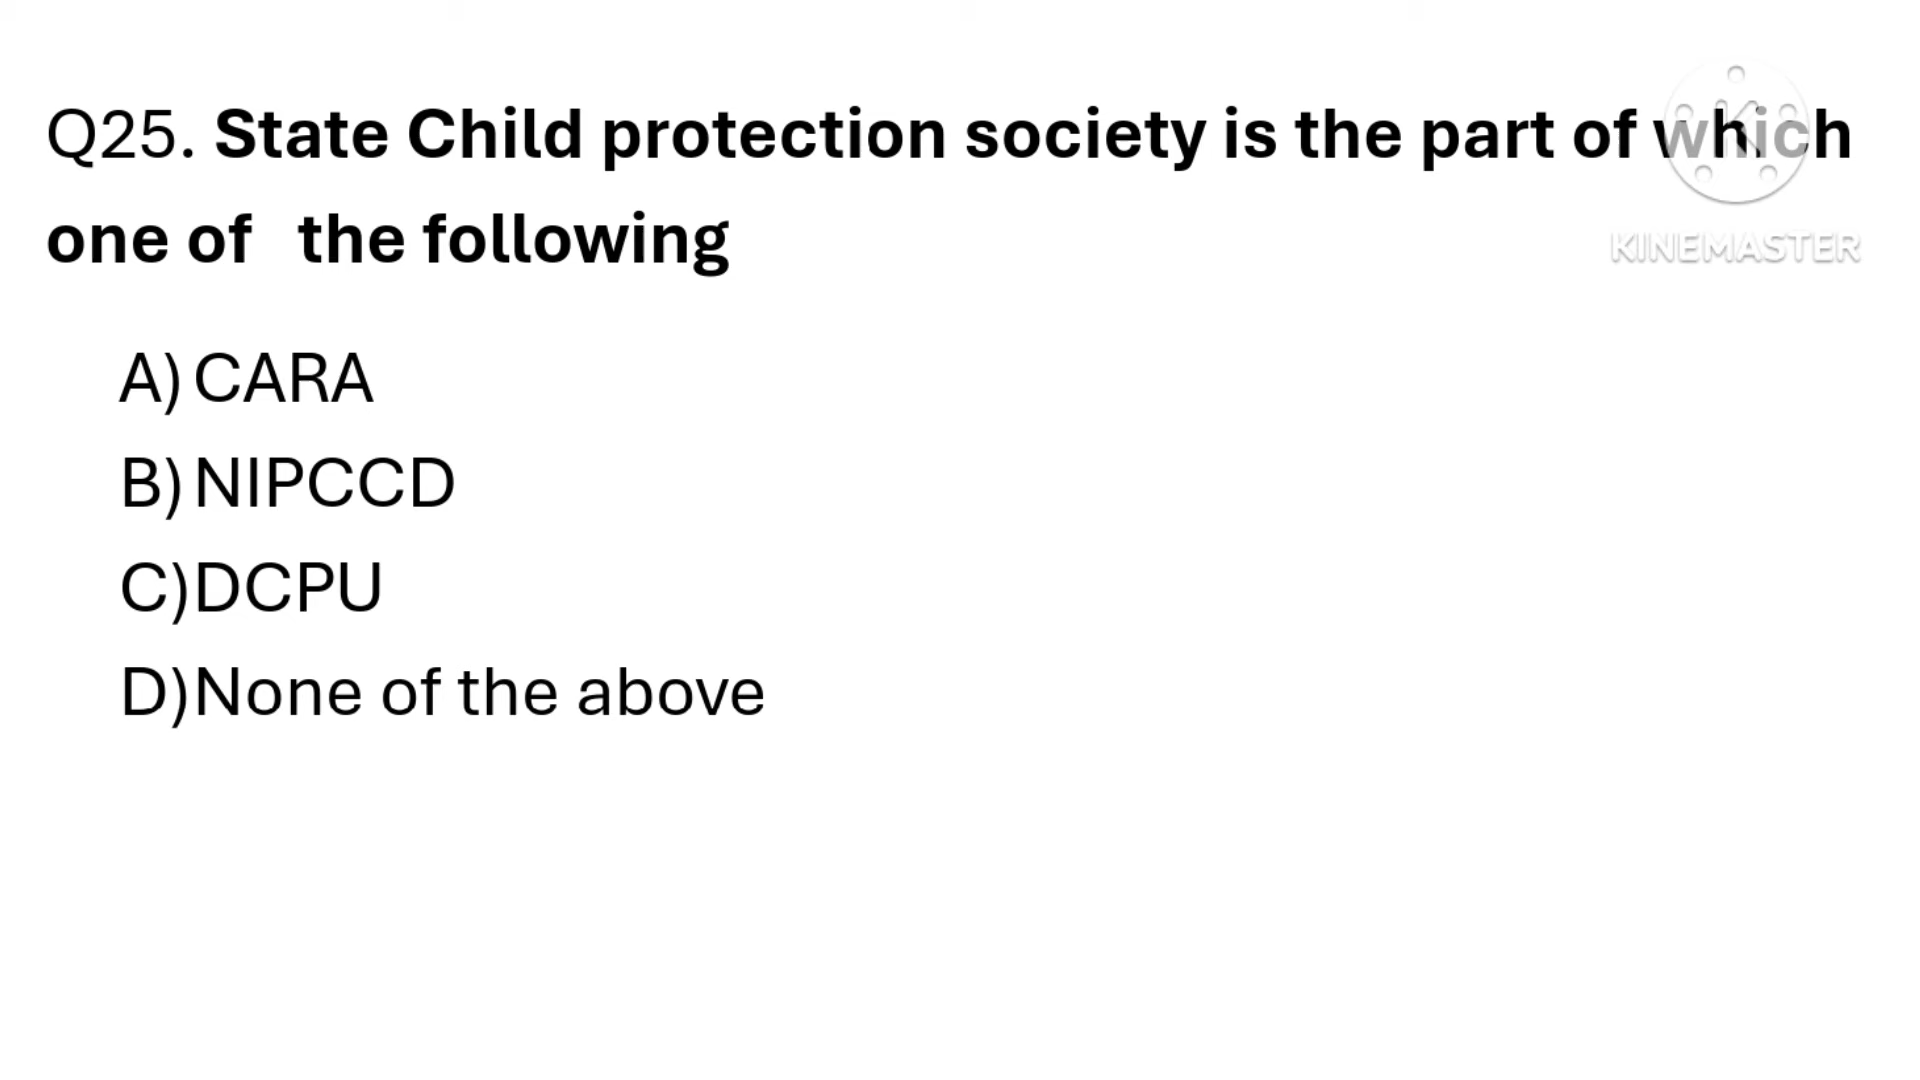 Q25. State Child protection society is the part of which
one of the following
KINEMASTER
A) CARA
B) NIPCCD
C) DCPU
D) None of the above